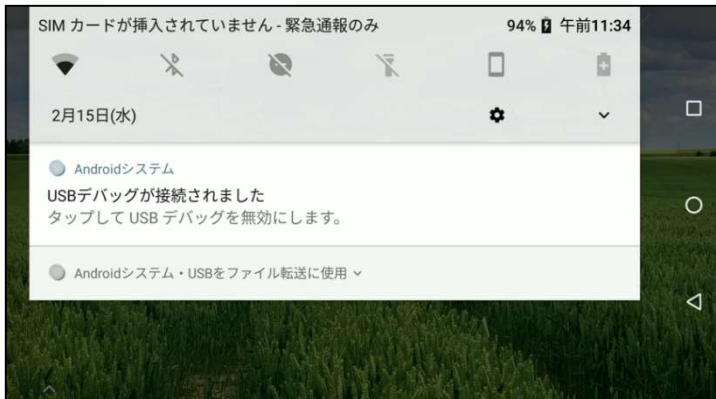 SIM カードが挿入されていません - 緊急通報のみ 94% 午前11:34
2月15日(水)
Androidシステム
USBデバッグが接続されました
タップして USB デバッグを無効にします。
Androidシステム・USBをファイル転送に使用